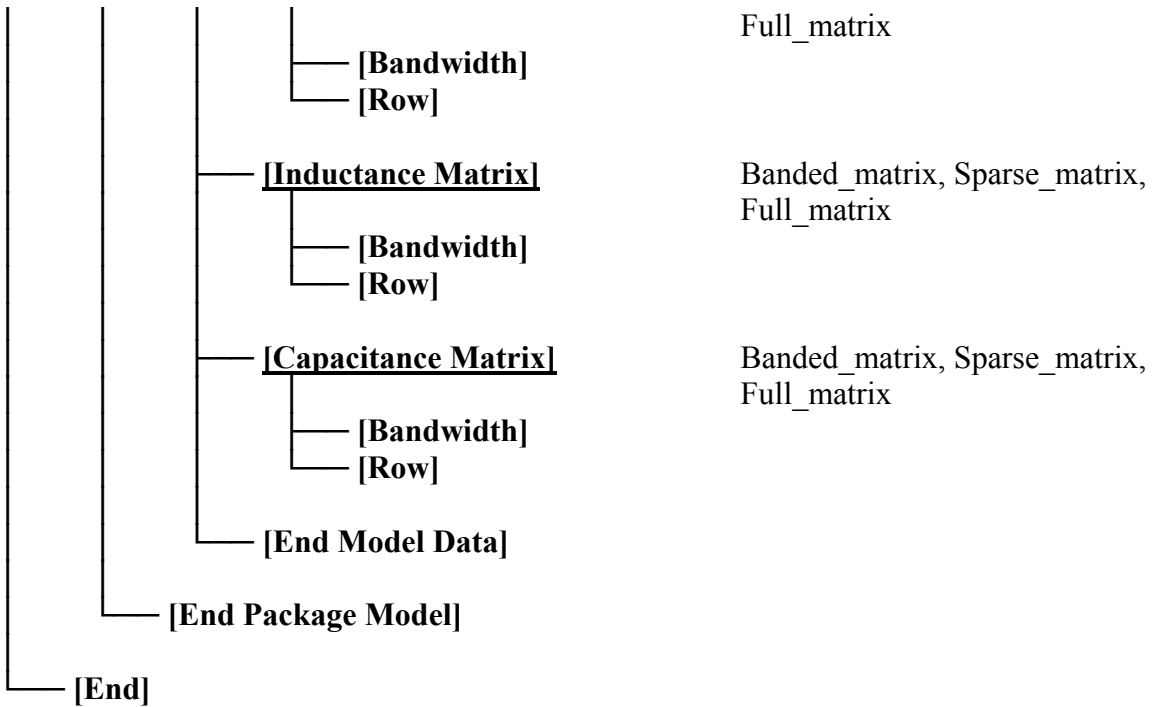 Full_matrix
[Bandwidth]
[Row]
[Inductance Matrix] Banded_matrix, Sparse_matrix,
Full_matrix
[Bandwidth]
[Row]
[Capacitance Matrix] Banded_matrix, Sparse_matrix,
Full_matrix
[Bandwidth]
[Row]
[End Model Data]
[End Package Model]
[End]